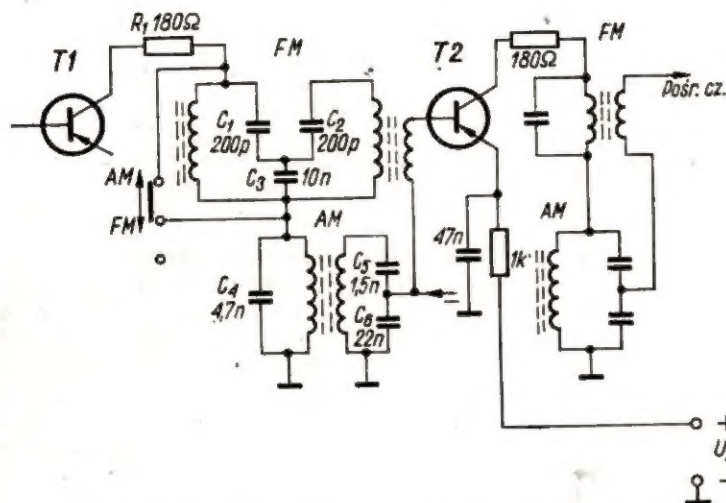 R1 180Ω
FM
T1
T2
180Ω
FM
Pośr. cz.
C1
200p
C2
200p
C3
10n
AM
FM
AM
C4
4,7n
C5
1,5n
C6
22n
47n
1k
AM
+
-